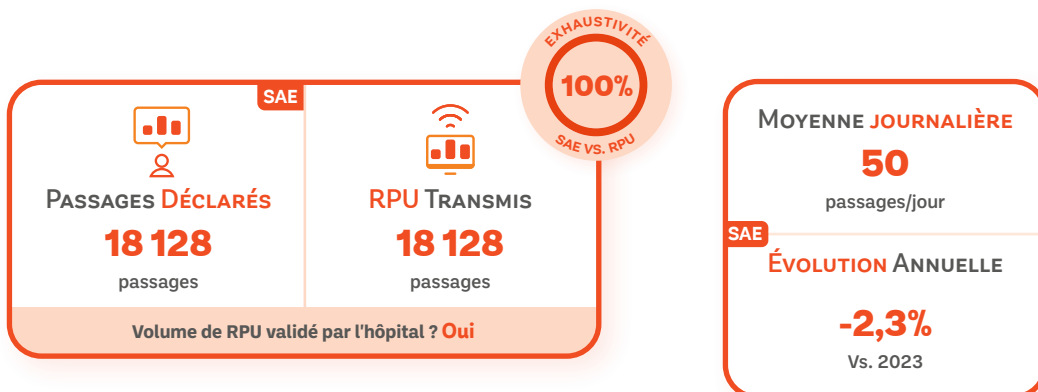 EXHAUSTIVITÉ
100%
SAE VS. RPU
SAE
PASSAGES DÉCLARÉS
18 128
passages
RPU TRANSMIS
18 128
passages
Volume de RPU validé par l'hôpital ? Oui
MOYENNE JOURNALIÈRE
50
passages/jour
SAE
ÉVOLUTION ANNUELLE
-2,3%
Vs. 2023